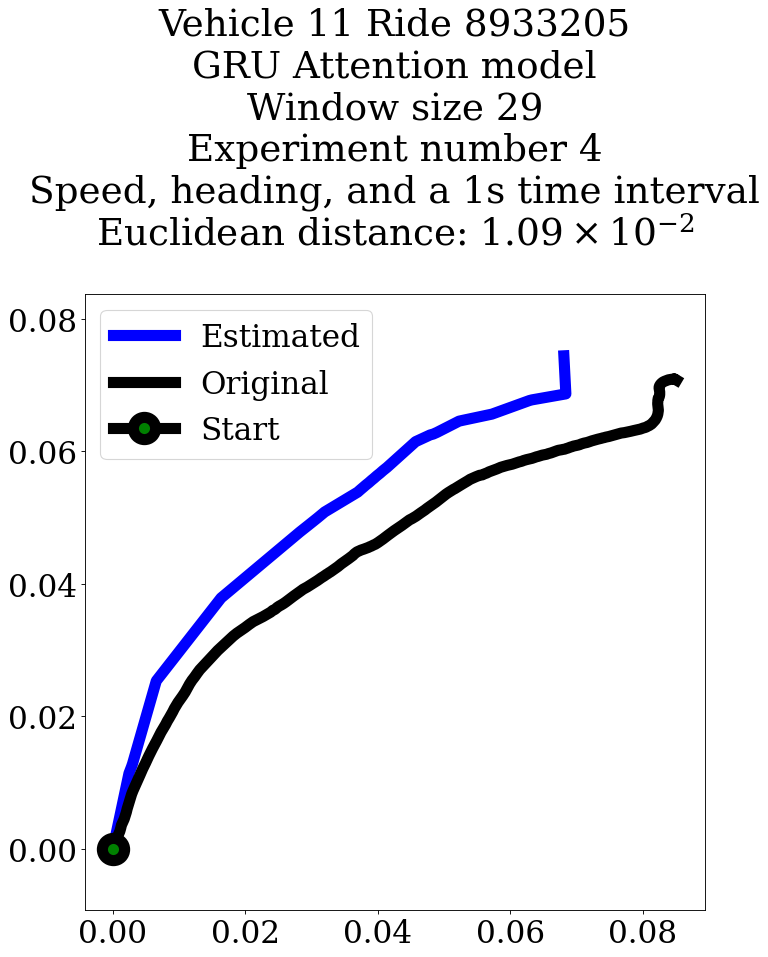 Vehicle 11 Ride 8933205
GRU Attention model
Window size 29
Experiment number 4
Speed, heading, and a 1s time interval
Euclidean distance: 1.09 × 10⁻²
0.08
Estimated
Original
Start
0.06
0.04
0.02
0.00
0.00 0.02 0.04 0.06 0.08